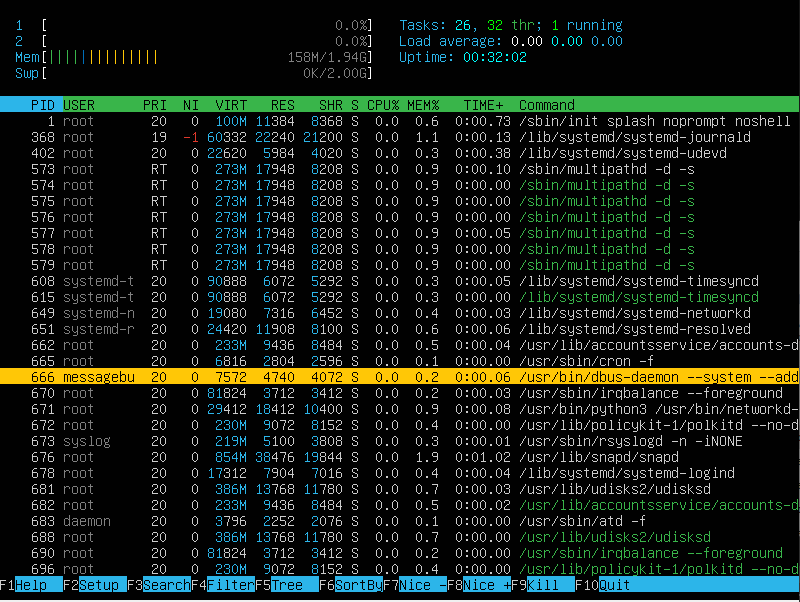 1 [ 0.0%] Tasks: 26, 32 thr; 1 running
2 [ 0.0%] Load average: 0.00 0.00 0.00
Mem[|||||||||||||| 158M/1.94G] Uptime: 00:32:02
Swp[ 0K/2.00G]
PID USER PRI NI VIRT RES SHR S CPU% MEM% TIME+ Command
1 root 20 0 100M 11384 8368 S 0.0 0.6 0:00.73 /sbin/init splash noprompt noshell
368 root 19 -1 60332 22240 21200 S 0.0 1.1 0:00.13 /lib/systemd/systemd-journald
402 root 20 0 22620 5984 4020 S 0.0 0.3 0:00.38 /lib/systemd/systemd-udevd
573 root RT 0 273M 17948 8208 S 0.0 0.9 0:00.10 /sbin/multipathd -d -s
574 root RT 0 273M 17948 8208 S 0.0 0.9 0:00.00 /sbin/multipathd -d -s
575 root RT 0 273M 17948 8208 S 0.0 0.9 0:00.00 /sbin/multipathd -d -s
576 root RT 0 273M 17948 8208 S 0.0 0.9 0:00.00 /sbin/multipathd -d -s
577 root RT 0 273M 17948 8208 S 0.0 0.9 0:00.05 /sbin/multipathd -d -s
578 root RT 0 273M 17948 8208 S 0.0 0.9 0:00.00 /sbin/multipathd -d -s
579 root RT 0 273M 17948 8208 S 0.0 0.9 0:00.00 /sbin/multipathd -d -s
608 systemd-t 20 0 90888 6072 5292 S 0.0 0.3 0:00.05 /lib/systemd/systemd-timesyncd
615 systemd-t 20 0 90888 6072 5292 S 0.0 0.3 0:00.00 /lib/systemd/systemd-timesyncd
649 systemd-n 20 0 19080 7316 6452 S 0.0 0.4 0:00.03 /lib/systemd/systemd-networkd
651 systemd-r 20 0 24420 11908 8100 S 0.0 0.6 0:00.06 /lib/systemd/systemd-resolved
662 root 20 0 233M 9436 8484 S 0.0 0.5 0:00.04 /usr/lib/accountsservice/accounts-d
665 root 20 0 6816 2804 2596 S 0.0 0.1 0:00.00 /usr/sbin/cron -f
666 messagebu 20 0 7572 4740 4072 S 0.0 0.2 0:00.06 /usr/bin/dbus-daemon --system --add
670 root 20 0 81824 3712 3412 S 0.0 0.2 0:00.03 /usr/sbin/irqbalance --foreground
671 root 20 0 29412 18412 10400 S 0.0 0.9 0:00.08 /usr/bin/python3 /usr/bin/networkd-
672 root 20 0 230M 9072 8152 S 0.0 0.4 0:00.01 /usr/lib/policykit-1/polkitd --no-d
673 syslog 20 0 219M 5100 3808 S 0.0 0.3 0:00.01 /usr/sbin/rsyslogd -n -iNONE
676 root 20 0 854M 38476 19844 S 0.0 1.9 0:01.02 /usr/lib/snapd/snapd
678 root 20 0 17312 7904 7016 S 0.0 0.4 0:00.04 /lib/systemd/systemd-logind
681 root 20 0 386M 13768 11780 S 0.0 0.7 0:00.03 /usr/lib/udisks2/udisksd
682 root 20 0 233M 9436 8484 S 0.0 0.5 0:00.02 /usr/lib/accountsservice/accounts-d
683 daemon 20 0 3796 2252 2076 S 0.0 0.1 0:00.00 /usr/sbin/atd -f
688 root 20 0 386M 13768 11780 S 0.0 0.7 0:00.00 /usr/lib/udisks2/udisksd
690 root 20 0 81824 3712 3412 S 0.0 0.2 0:00.00 /usr/sbin/irqbalance --foreground
696 root 20 0 230M 9072 8152 S 0.0 0.4 0:00.00 /usr/lib/policykit-1/polkitd --no-d
F1Help F2Setup F3SearchF4FilterF5Tree F6SortByF7Nice -F8Nice +F9Kill F10Quit